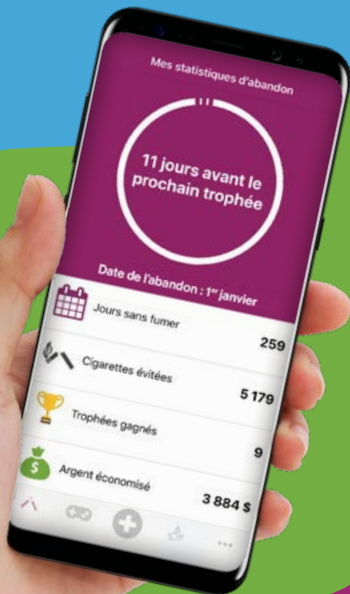 Mes statistiques d'abandon
11 jours avant le
prochain trophée
Date de l'abandon : 1er janvier
Jours sans fumer 259
Cigarettes évitées 5 179
Trophées gagnés 9
Argent économisé 3 884 $